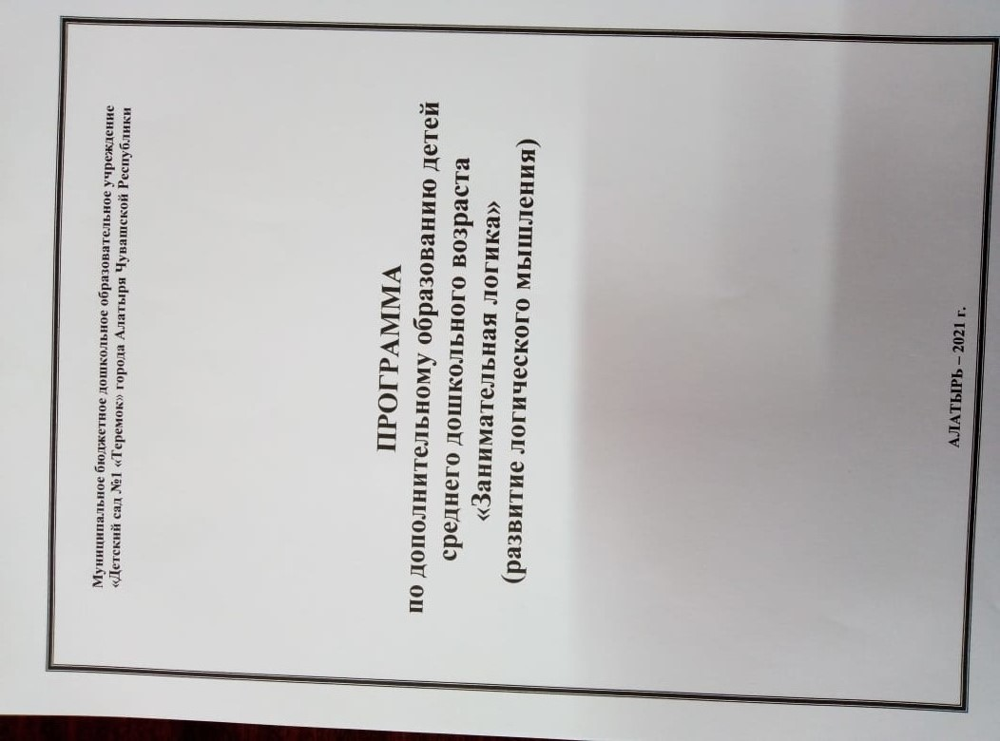 Муниципальное бюджетное дошкольное образовательное учреждение
«Детский сад №1 «Теремок» города Алатыря Чувашской Республики
ПРОГРАММА
по дополнительному образованию детей
среднего дошкольного возраста
«Занимательная логика»
(развитие логического мышления)
АЛАТЫРЬ – 2021 г.